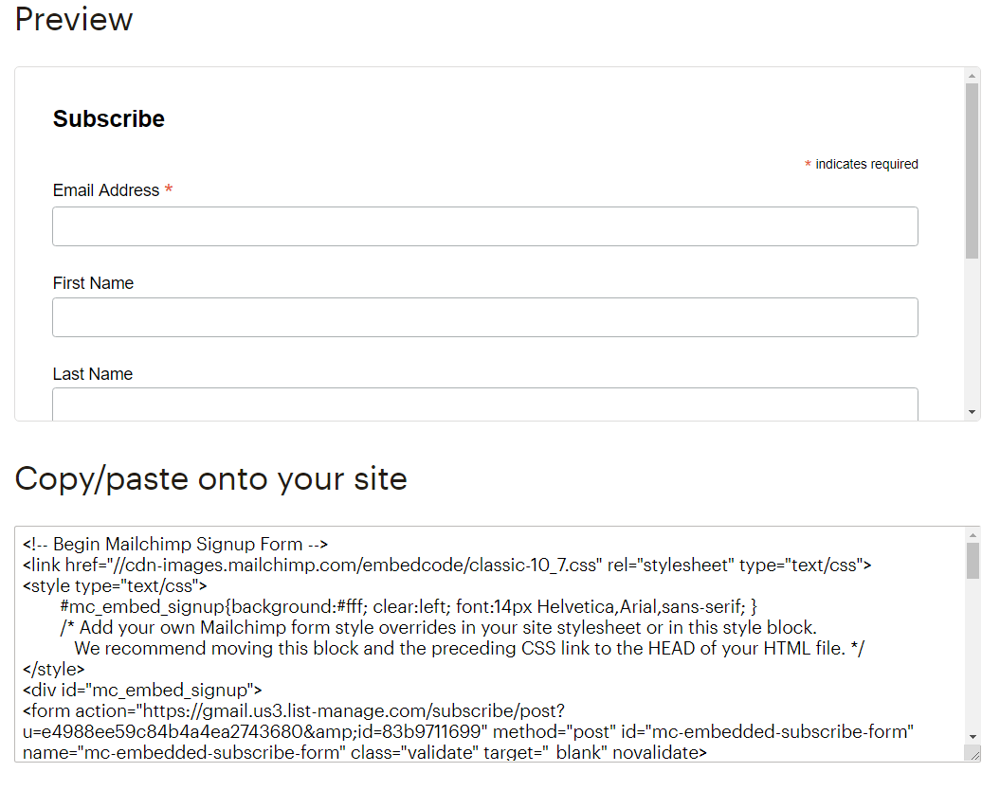 Preview
Subscribe
* indicates required
Email Address *
First Name
Last Name
Copy/paste onto your site
<!-- Begin Mailchimp Signup Form -->
<link href="//cdn-images.mailchimp.com/embedcode/classic-10_7.css" rel="stylesheet" type="text/css">
<style type="text/css">
#mc_embed_signup{background:#fff; clear:left; font:14px Helvetica,Arial,sans-serif; }
/* Add your own Mailchimp form style overrides in your site stylesheet or in this style block.
We recommend moving this block and the preceding CSS link to the HEAD of your HTML file. */
</style>
<div id="mc_embed_signup">
<form action="https://gmail.us3.list-manage.com/subscribe/post?
u=e4988ee59c84b4a4ea2743680&amp;id=83b9711699" method="post" id="mc-embedded-subscribe-form"
name="mc-embedded-subscribe-form" class="validate" target="_blank" novalidate>